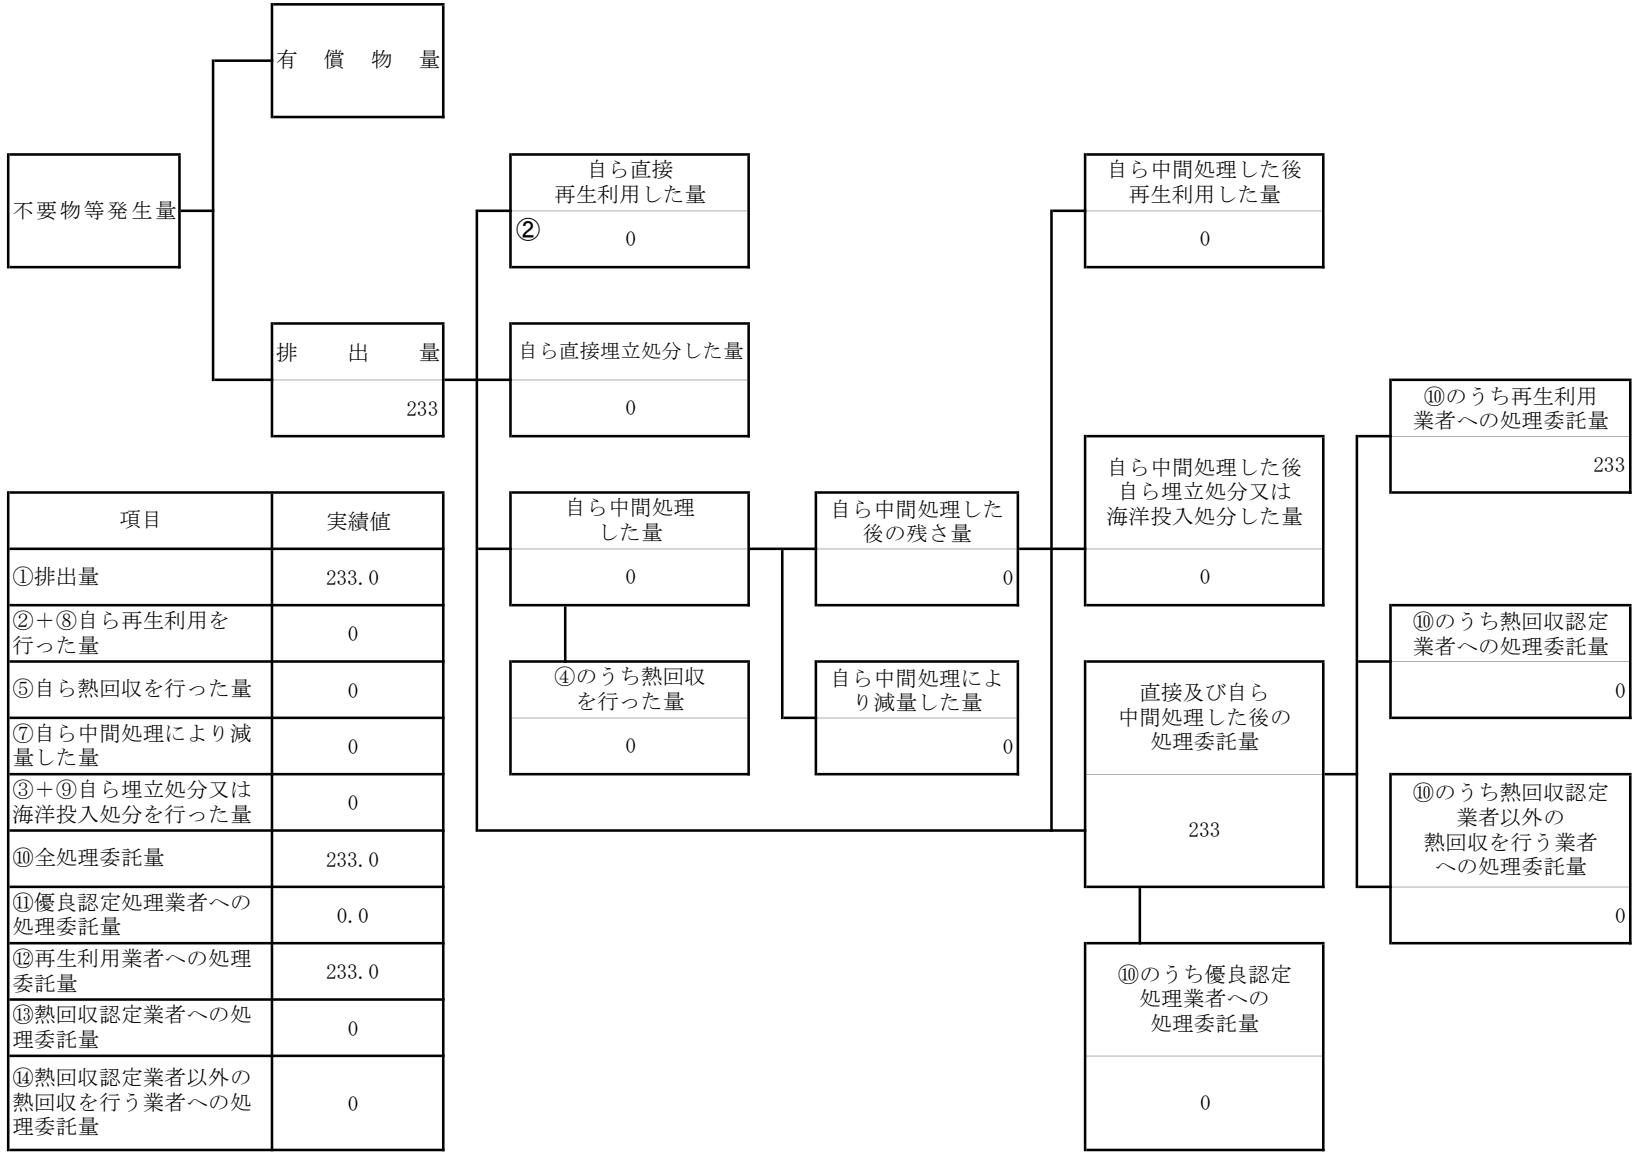 有償物量
不要物等発生量
自ら直接
再生利用した量
②
0
自ら中間処理した後
再生利用した量
0
排出量
233
自ら直接埋立処分した量
0
⑩のうち再生利用
業者への処理委託量
233
自ら中間処理
した量
0
自ら中間処理した
後の残さ量
0
自ら中間処理した後
自ら埋立処分又は
海洋投入処分した量
0
④のうち熱回収
を行った量
0
自ら中間処理によ
り減量した量
0
直接及び自ら
中間処理した後の
処理委託量
233
⑩のうち熱回収認定
業者への処理委託量
0
⑩のうち熱回収認定
業者以外の
熱回収を行う業者
への処理委託量
0
⑩のうち優良認定
処理業者への
処理委託量
0
項目 実績値
①排出量 233.0
②＋⑧自ら再生利用を
行った量
0
⑤自ら熱回収を行った量 0
⑦自ら中間処理により減
量した量
0
③＋⑨自ら埋立処分又は
海洋投入処分を行った量
0
⑩全処理委託量 233.0
⑪優良認定処理業者への
処理委託量
0.0
⑫再生利用業者への処理
委託量
233.0
⑬熱回収認定業者への処
理委託量
0
⑭熱回収認定業者以外の
熱回収を行う業者への処
理委託量
0